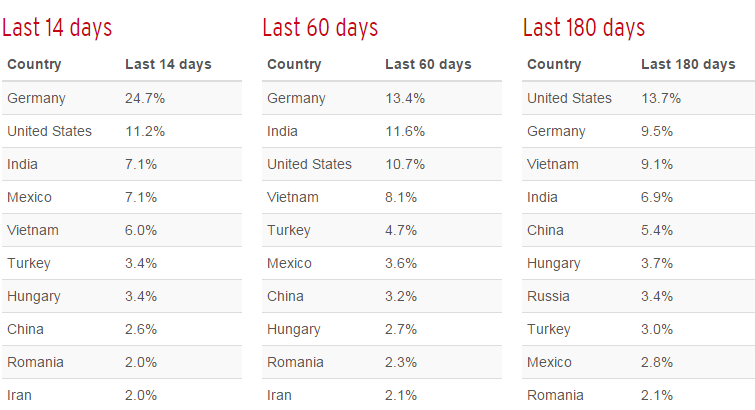 Last 14 days
Country Last 14 days
Germany 24.7%
United States 11.2%
India 7.1%
Mexico 7.1%
Vietnam 6.0%
Turkey 3.4%
Hungary 3.4%
China 2.6%
Romania 2.0%
Iran 2.0%
Last 60 days
Country Last 60 days
Germany 13.4%
India 11.6%
United States 10.7%
Vietnam 8.1%
Turkey 4.7%
Mexico 3.6%
China 3.2%
Hungary 2.7%
Romania 2.3%
Iran 2.1%
Last 180 days
Country Last 180 days
United States 13.7%
Germany 9.5%
Vietnam 9.1%
India 6.9%
China 5.4%
Hungary 3.7%
Russia 3.4%
Turkey 3.0%
Mexico 2.8%
Romania 2.1%